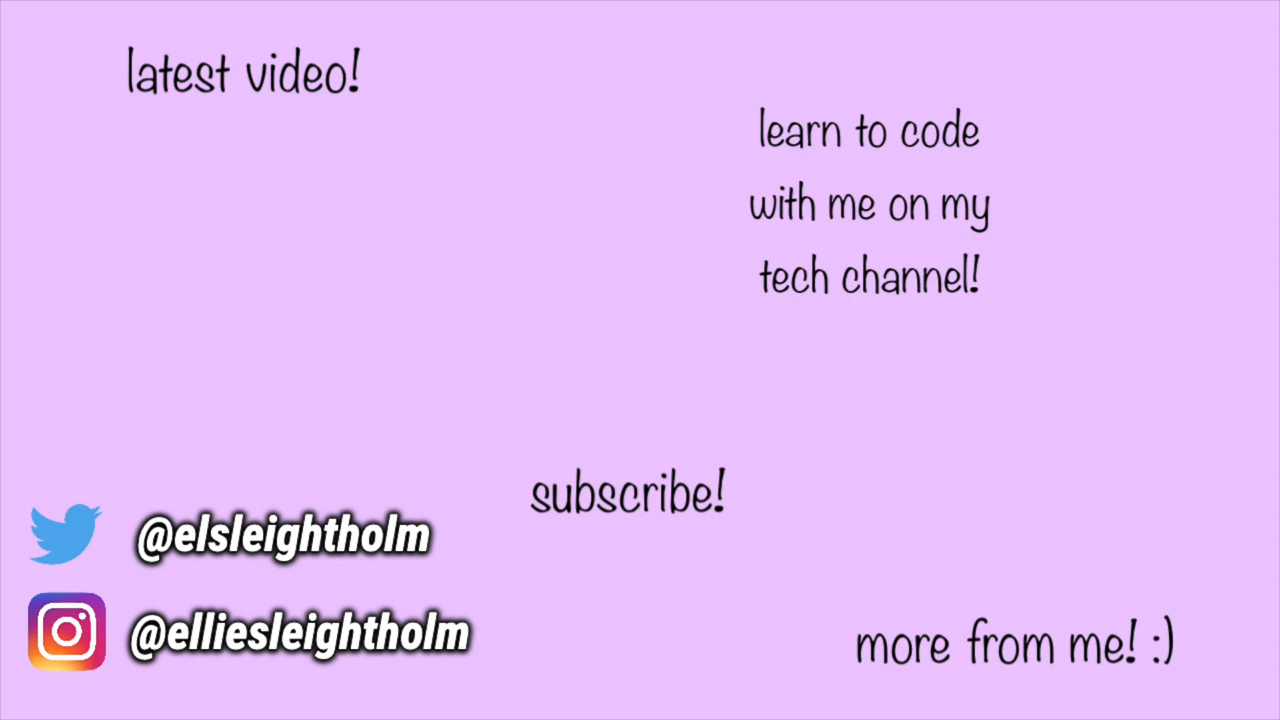 latest video!
learn to code
with me on my
tech channel!
subscribe!
@elsleightholm
@elliesleightholm
more from me! :)